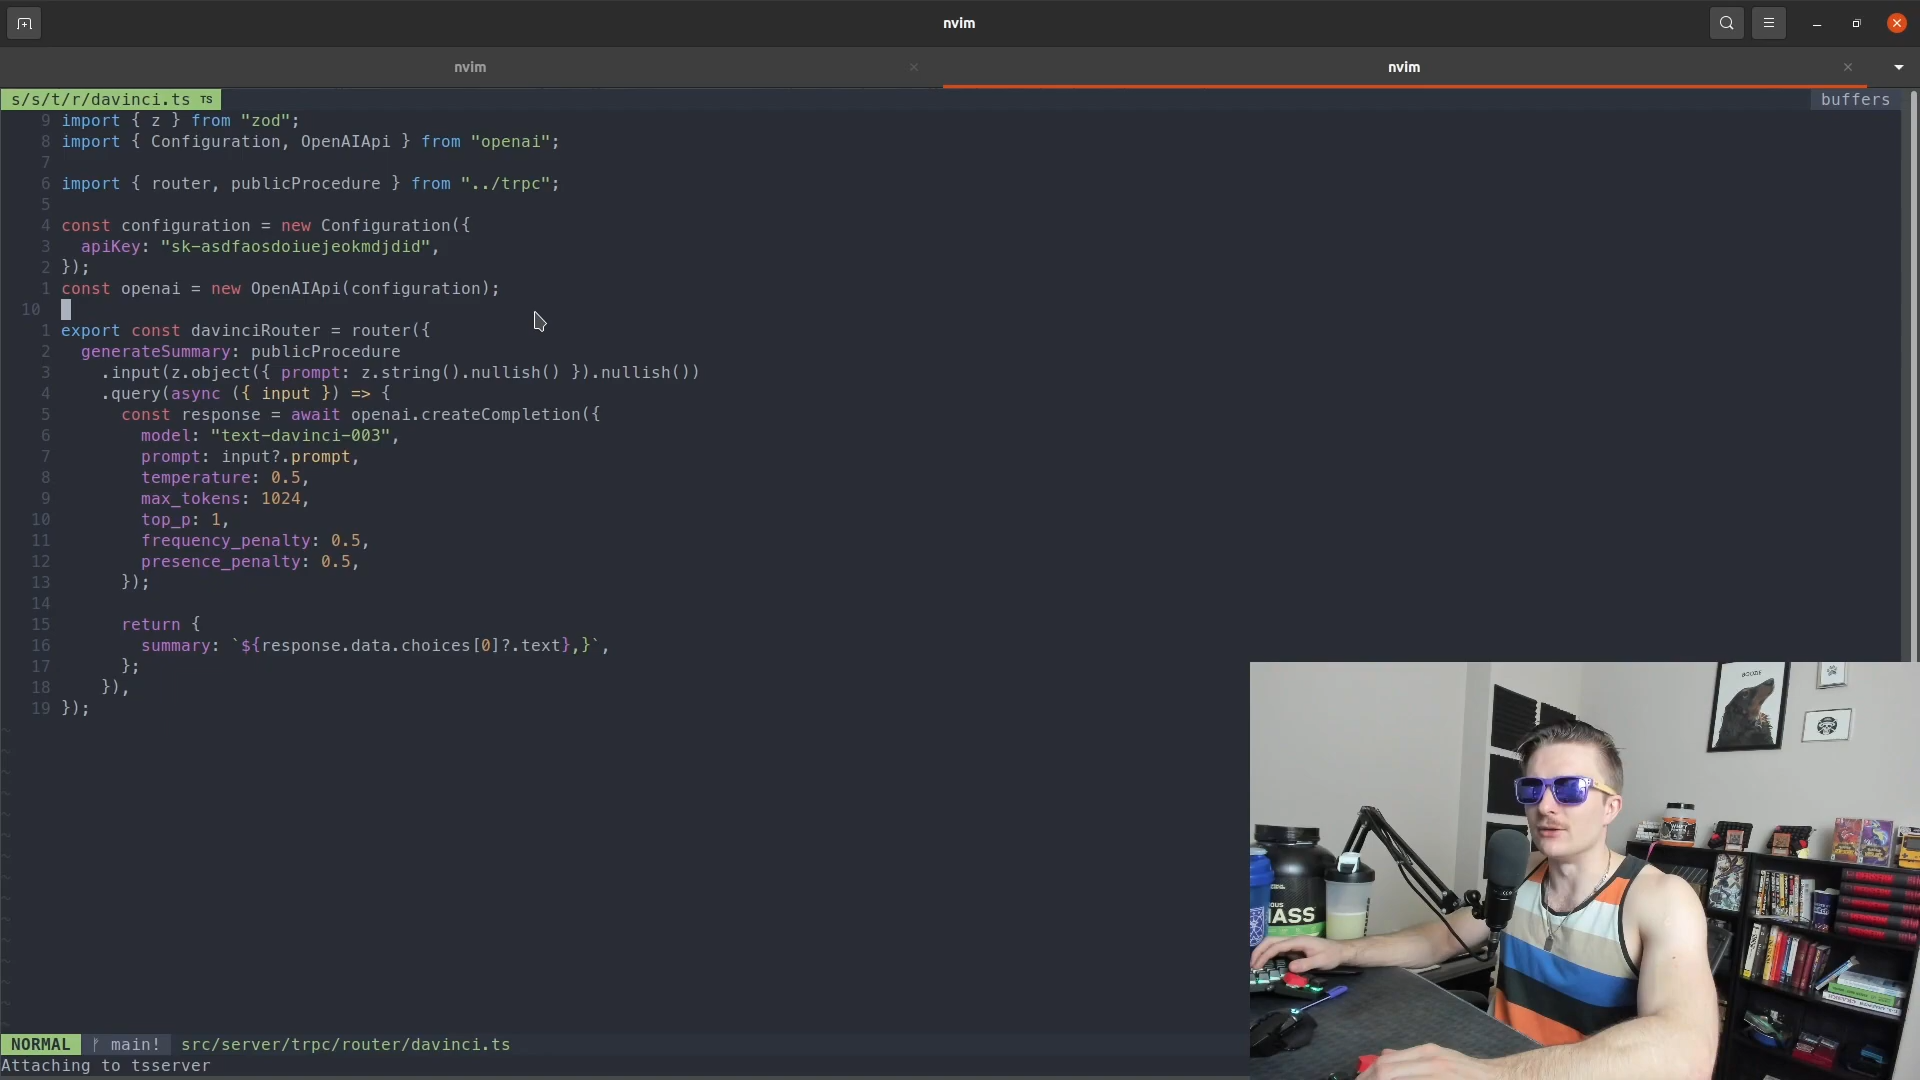 nvim
nvim
nvim
s/s/t/r/davinci.ts TS
buffers
9 import { z } from "zod";
8 import { Configuration, OpenAIApi } from "openai";
7
6 import { router, publicProcedure } from "../trpc";
5
4 const configuration = new Configuration({
3   apiKey: "sk-asdfaosdoiuejeokmdjdid",
2 });
1 const openai = new OpenAIApi(configuration);
10
1 export const davinciRouter = router({
2   generateSummary: publicProcedure
3     .input(z.object({ prompt: z.string().nullish() }).nullish())
4     .query(async ({ input }) => {
5       const response = await openai.createCompletion({
6         model: "text-davinci-003",
7         prompt: input?.prompt,
8         temperature: 0.5,
9         max_tokens: 1024,
10         top_p: 1,
11         frequency_penalty: 0.5,
12         presence_penalty: 0.5,
13       });
14
15       return {
16         summary: `${response.data.choices[0]?.text},}`,
17       };
18     }),
19 });
NORMAL main! src/server/trpc/router/davinci.ts
Attaching to tsserver